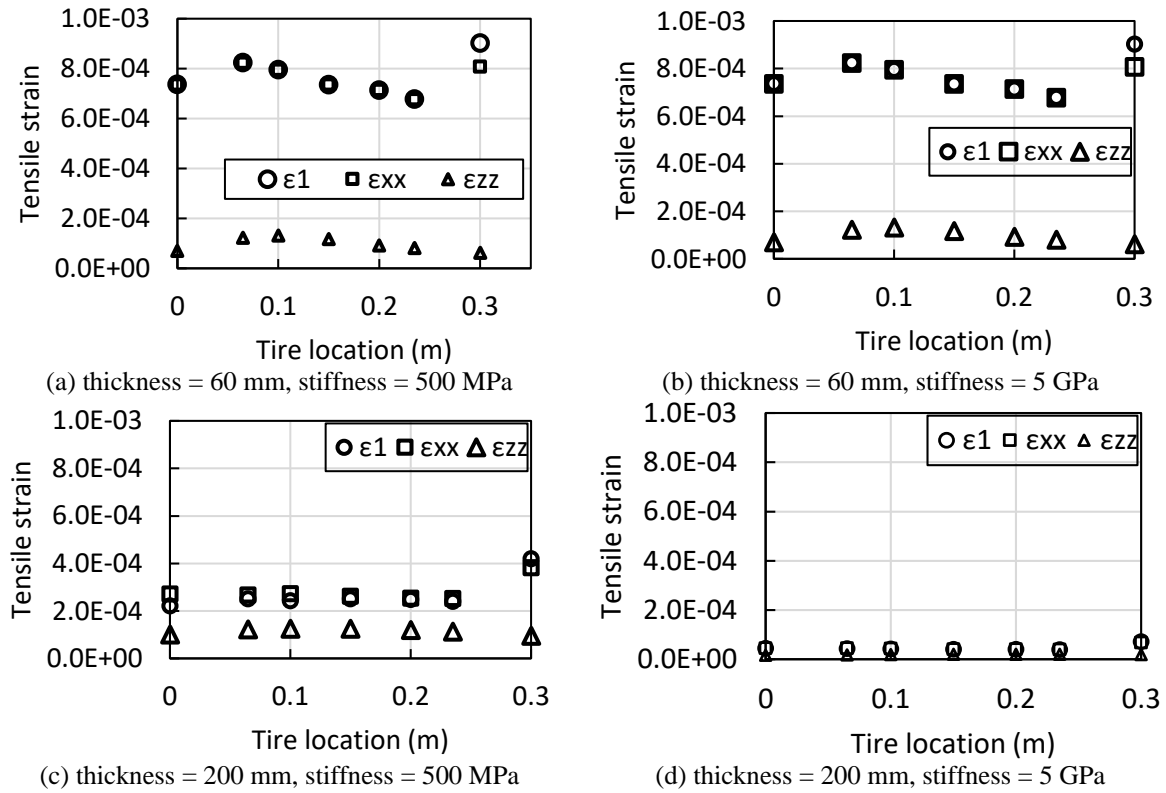 1.0E-03
8.0E-04
6.0E-04
4.0E-04
2.0E-04
0.0E+00
Tensile strain
ε1 εxx εzz
0 0.1 0.2 0.3
Tire location (m)
(a) thickness = 60 mm, stiffness = 500 MPa
1.0E-03
8.0E-04
6.0E-04
4.0E-04
2.0E-04
0.0E+00
Tensile strain
ε1 εxx εzz
0 0.1 0.2 0.3
Tire location (m)
(b) thickness = 60 mm, stiffness = 5 GPa
1.0E-03
8.0E-04
6.0E-04
4.0E-04
2.0E-04
0.0E+00
Tensile strain
ε1 εxx εzz
0 0.1 0.2 0.3
Tire location (m)
(c) thickness = 200 mm, stiffness = 500 MPa
1.0E-03
8.0E-04
6.0E-04
4.0E-04
2.0E-04
0.0E+00
Tensile strain
ε1 εxx εzz
0 0.1 0.2 0.3
Tire location (m)
(d) thickness = 200 mm, stiffness = 5 GPa